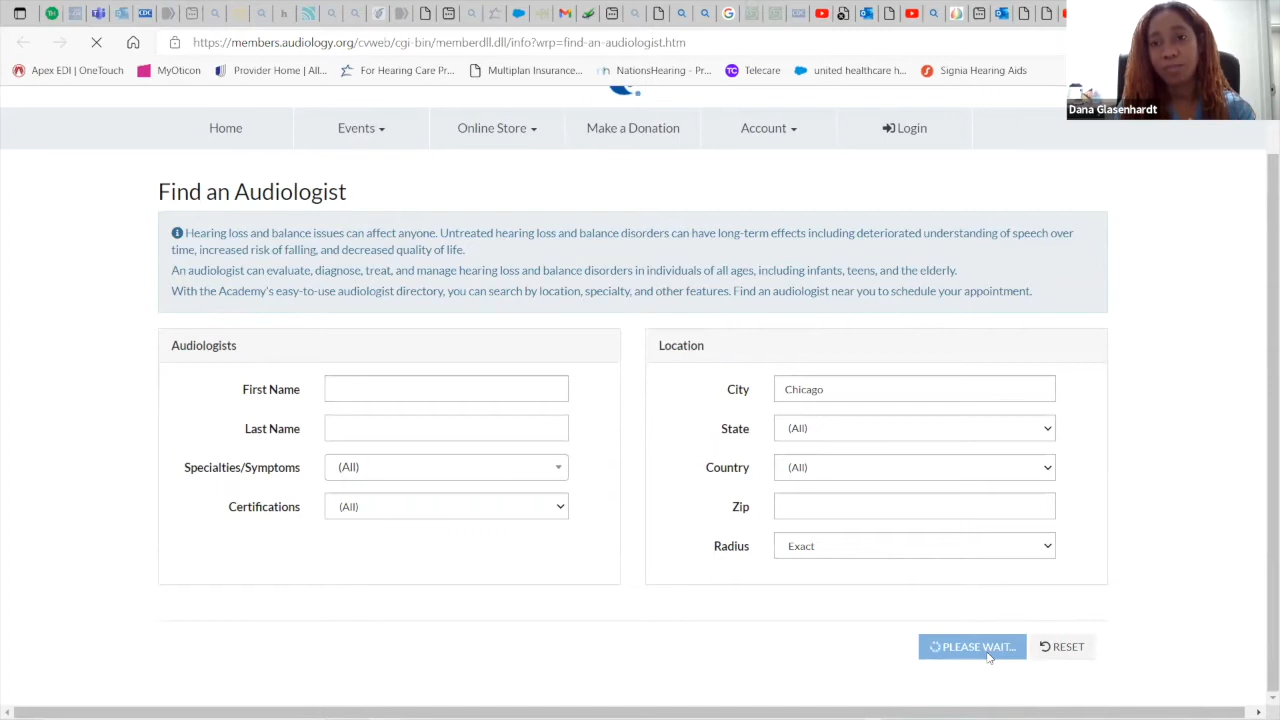 https://members.audiology.org/cvweb/cgi-bin/memberdll.dll/info?wrp=find-an-audiologist.htm
Apex EDI | OneTouch
MyOticon
Provider Home | All...
For Hearing Care Pr...
Multiplan Insurance...
NationsHearing - Pr...
TC
Telecare
united healthcare h...
Signia Hearing Aids
Dana Glasenhardt
Home
Events
Online Store
Make a Donation
Account
Login
Find an Audiologist
Hearing loss and balance issues can affect anyone. Untreated hearing loss and balance disorders can have long-term effects including deteriorated understanding of speech over
time, increased risk of falling, and decreased quality of life.
An audiologist can evaluate, diagnose, treat, and manage hearing loss and balance disorders in individuals of all ages, including infants, teens, and the elderly.
With the Academy's easy-to-use audiologist directory, you can search by location, specialty, and other features. Find an audiologist near you to schedule your appointment.
Audiologists
First Name
Last Name
Specialties/Symptoms (All)
Certifications (All)
Location
City Chicago
State (All)
Country (All)
Zip
Radius Exact
PLEASE WAIT...
RESET